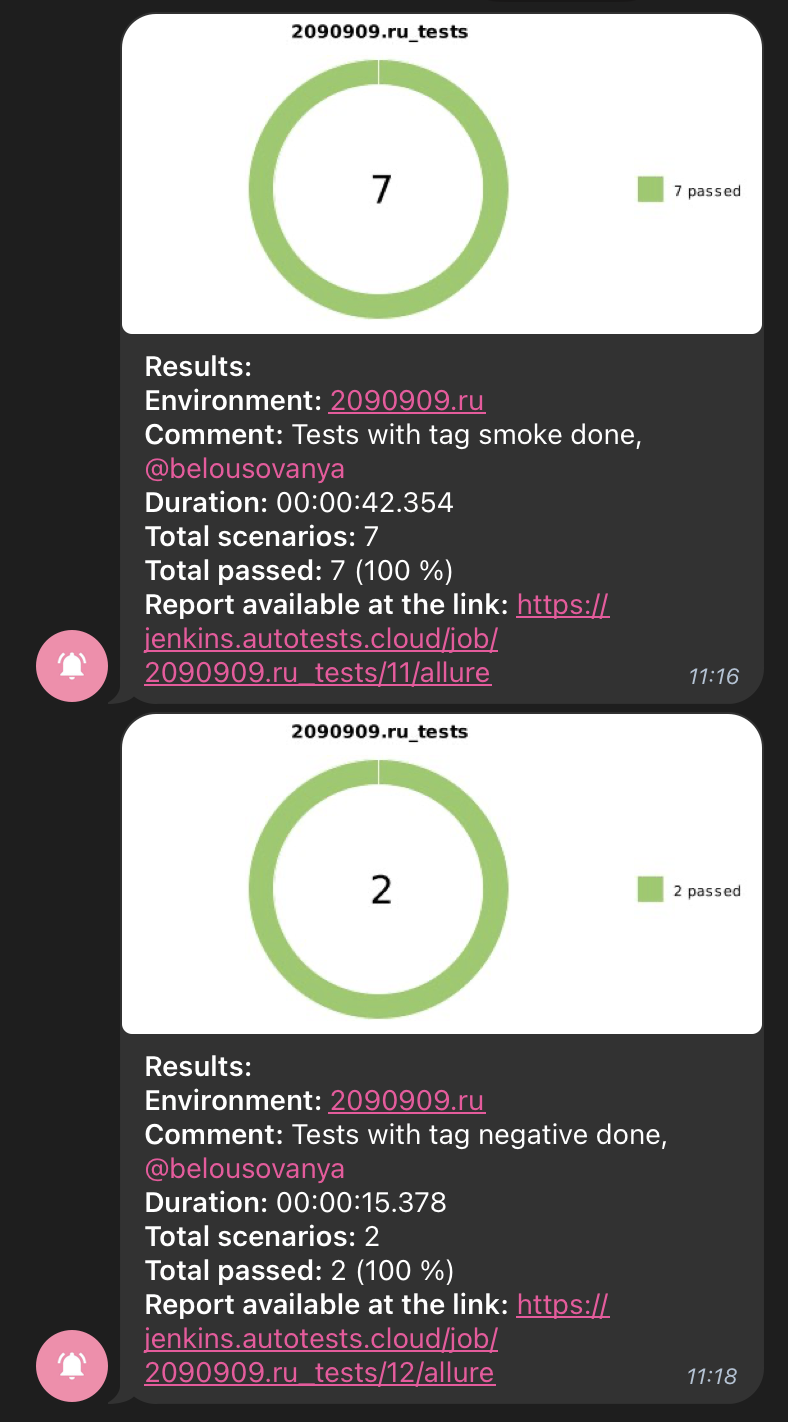 2090909.ru_tests
7
7 passed
Results:
Environment: 2090909.ru
Comment: Tests with tag smoke done,
@belousovanya
Duration: 00:00:42.354
Total scenarios: 7
Total passed: 7 (100 %)
Report available at the link: https://
jenkins.autotests.cloud/job/
2090909.ru_tests/11/allure
11:16
2090909.ru_tests
2
2 passed
Results:
Environment: 2090909.ru
Comment: Tests with tag negative done,
@belousovanya
Duration: 00:00:15.378
Total scenarios: 2
Total passed: 2 (100 %)
Report available at the link: https://
jenkins.autotests.cloud/job/
2090909.ru_tests/12/allure
11:18